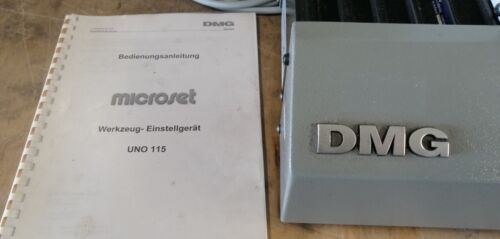 DMG
Bedienungsanleitung
microset
Werkzeug- Einstellgerät
UNO 115
DMG